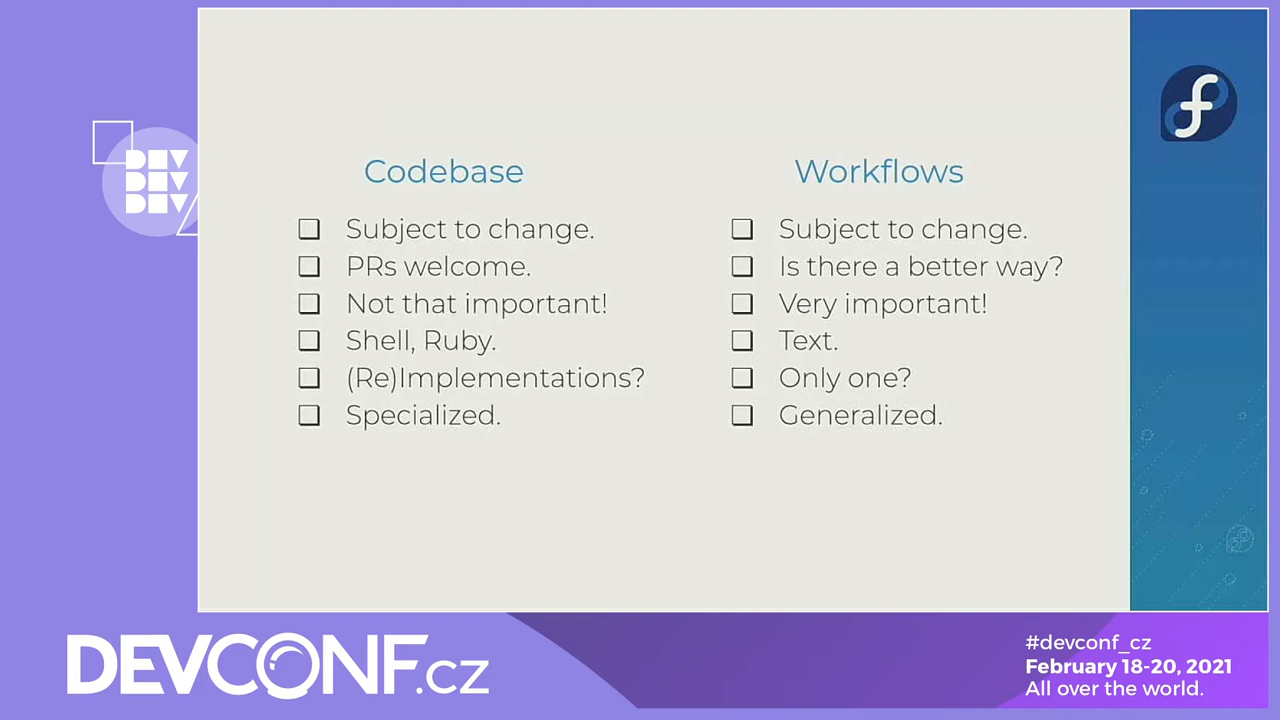 DEV
DEV
DEV
Codebase
Subject to change.
PRs welcome.
Not that important!
Shell, Ruby.
(Re)Implementations?
Specialized.
Workflows
Subject to change.
Is there a better way?
Very important!
Text.
Only one?
Generalized.
DEVCONF.cz
#devconf_cz
February 18-20, 2021
All over the world.